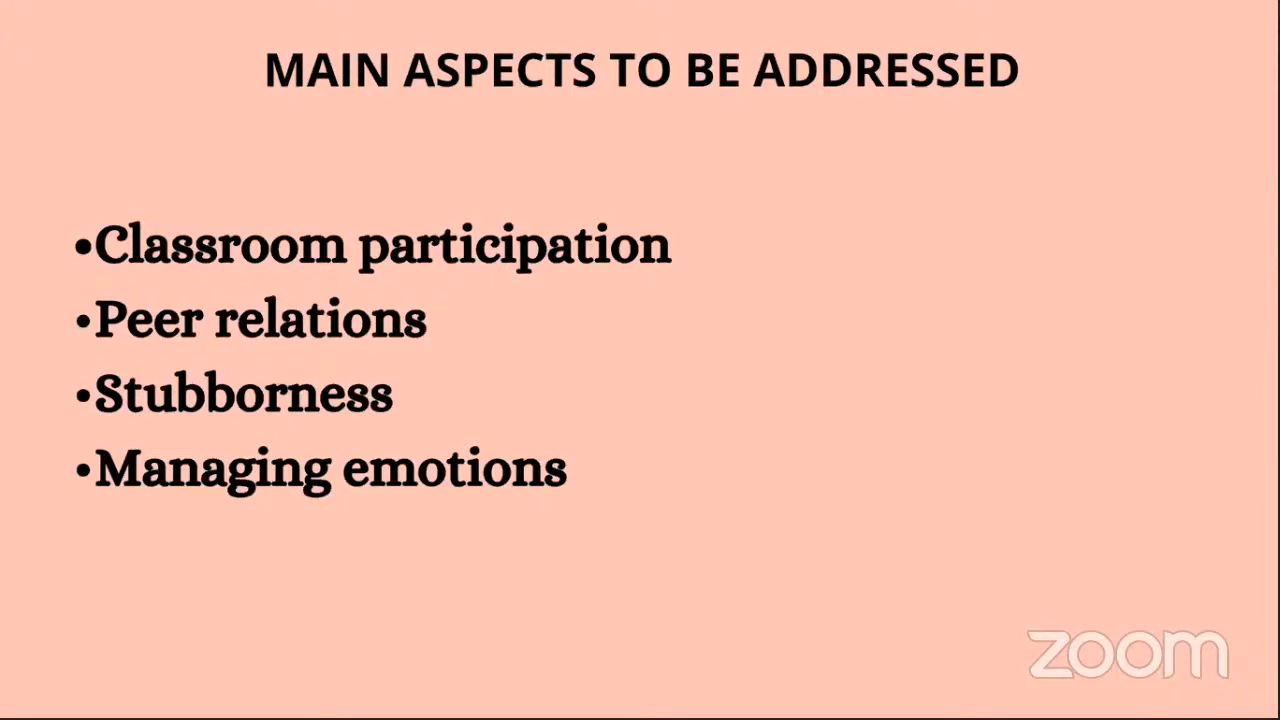 MAIN ASPECTS TO BE ADDRESSED
•Classroom participation
•Peer relations
•Stubborness
•Managing emotions
zoom